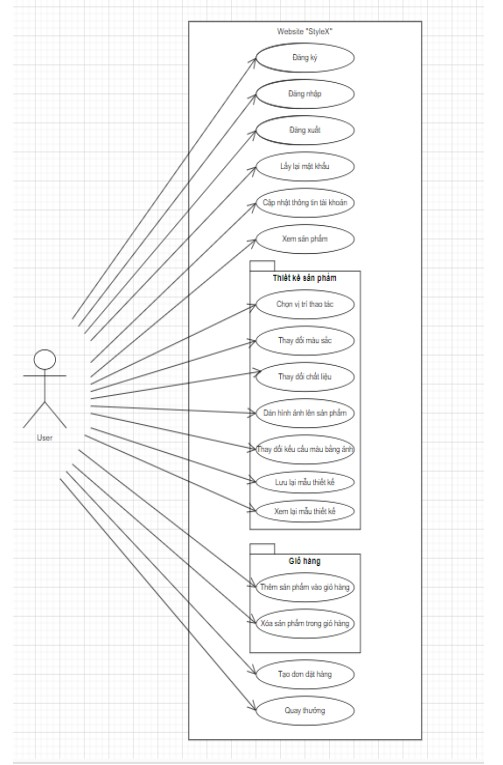 Website "StyleX"
Đăng ký
Đăng nhập
Đăng xuất
Lấy lại mật khẩu
Cập nhật thông tin tài khoản
Xem sản phẩm
Thiết kế sản phẩm
Chọn vị trí thao tác
Thay đổi màu sắc
Thay đổi chất liệu
Dán hình ảnh lên sản phẩm
Thay đổi kết cấu màu bằng ảnh
Lưu lại mẫu thiết kế
Xem lại mẫu thiết kế
User
Giỏ hàng
Thêm sản phẩm vào giỏ hàng
Xóa sản phẩm trong giỏ hàng
Tạo đơn đặt hàng
Quay thưởng